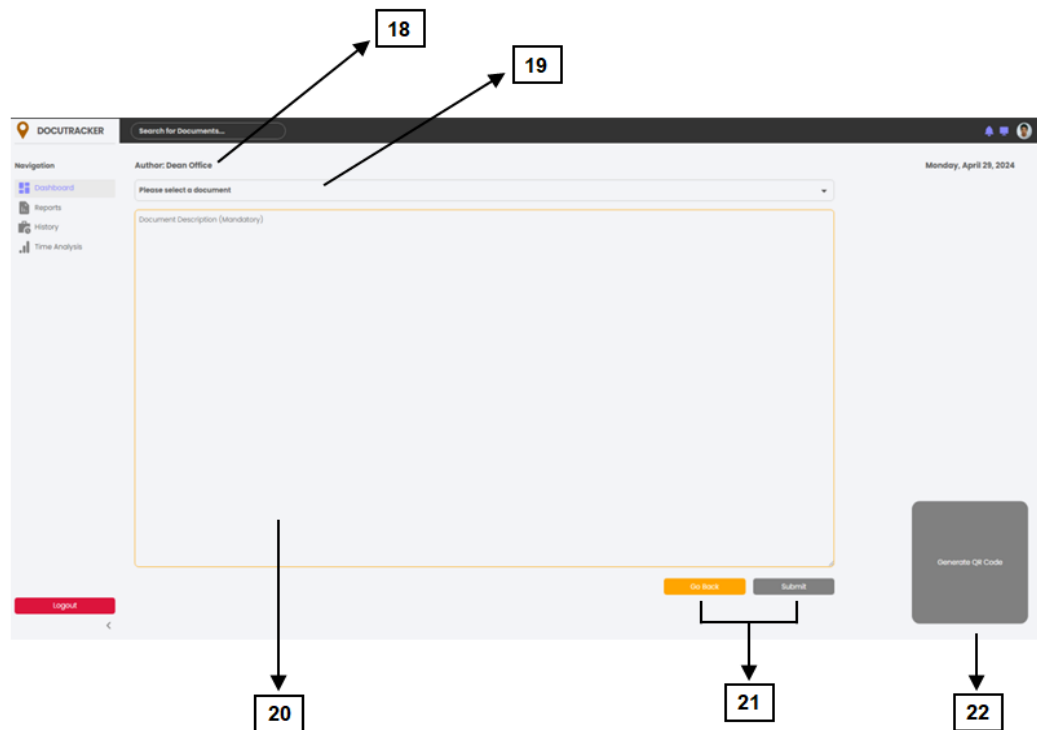 18
19
DOCUTRACKER
Search for Documents...
Navigation
Author: Dean Office
Monday, April 29, 2024
Dashboard
Please select a document
Reports
Document Description (Mandatory)
History
Time Analysis
Generate QR Code
Go Back
Submit
Logout
20
21
22